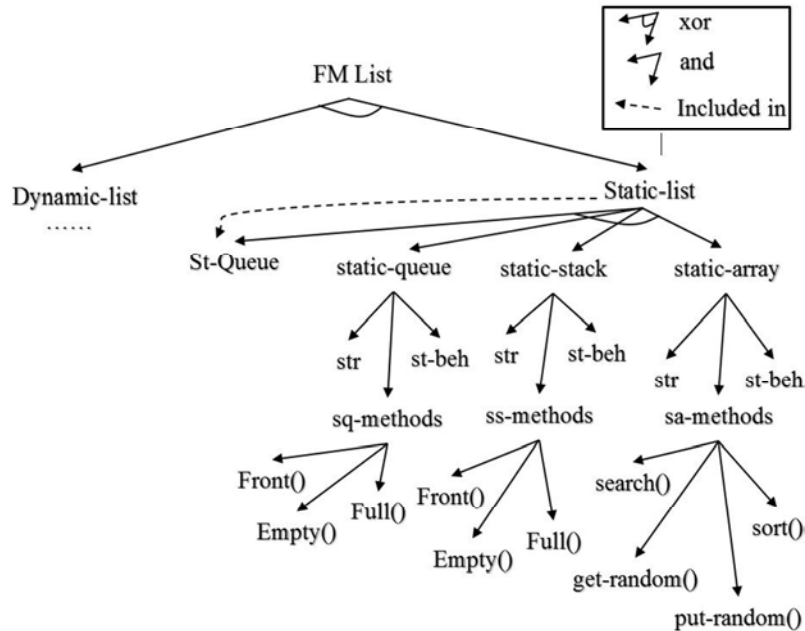 xor
and
Included in
FM List
Dynamic-list
......
Static-list
St-Queue
static-queue
static-stack
static-array
str
st-beh
str
st-beh
str
st-beh.
sq-methods
ss-methods
sa-methods
Front()
Empty()
Full()
Front()
Empty()
Full()
search()
get-random()
put-random()
sort()